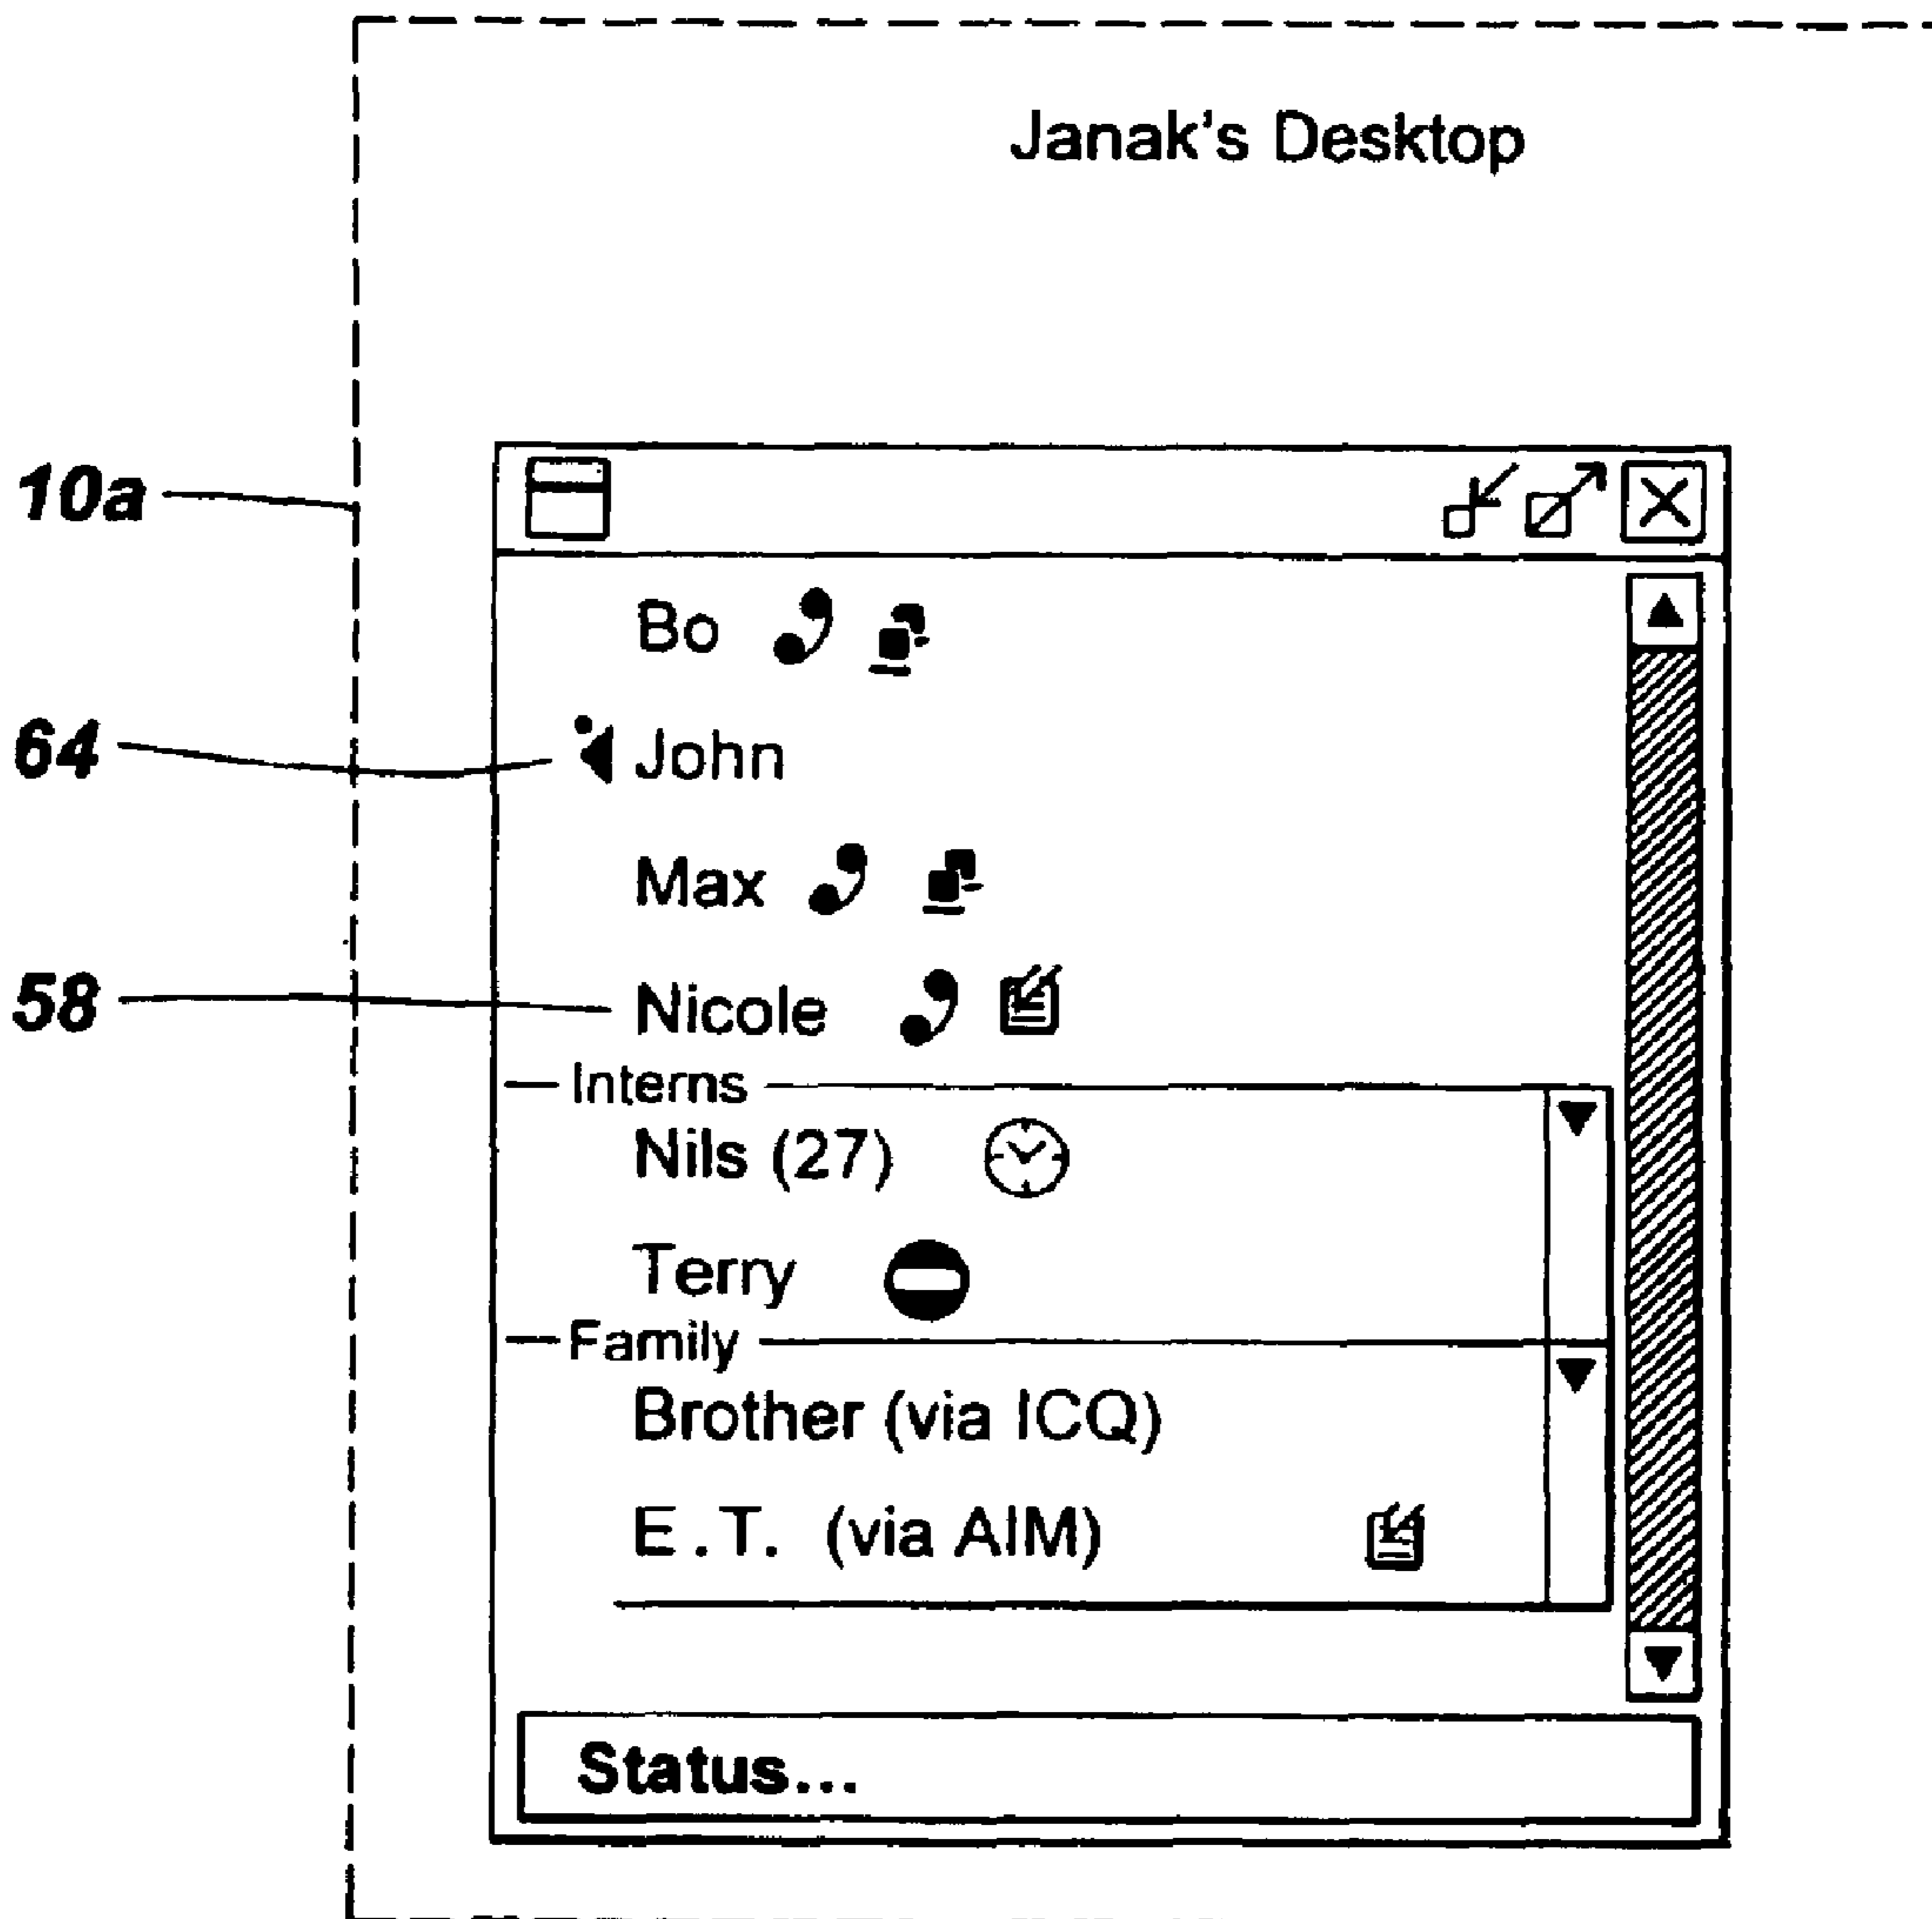 Janak's Desktop
10a
Bo
64
John
Max
58
Nicole
Interns
Nils (27)
Terry
Family
Brother (via ICQ)
E.T. (via AIM)
Status...